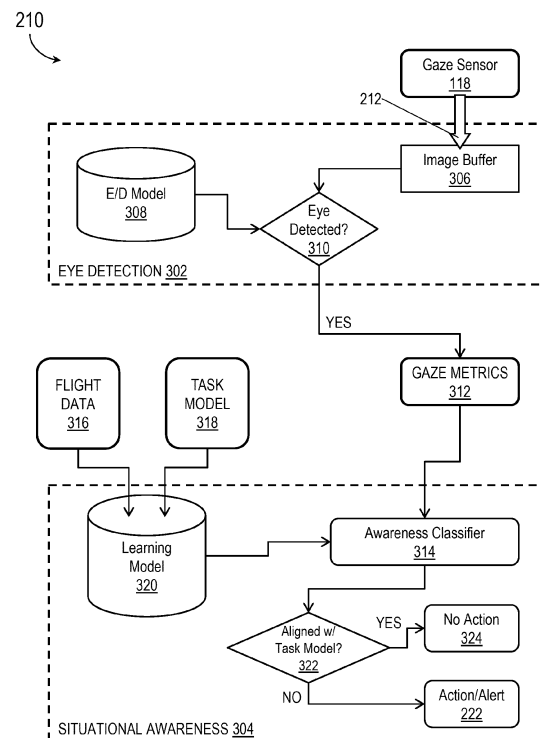 210
Gaze Sensor
118
212
Image Buffer
306
E/D Model
308
Eye
Detected?
310
EYE DETECTION 302
YES
FLIGHT
DATA
316
TASK
MODEL
318
GAZE METRICS
312
Learning
Model
320
Awareness Classifier
314
Aligned w/
Task Model?
322
YES
No Action
324
NO
Action/Alert
222
SITUATIONAL AWARENESS 304